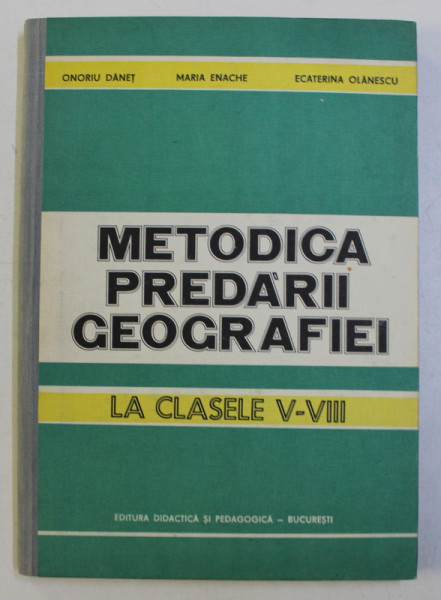 ONORIU DĂNEȚ MARIA ENACHE ECATERINA OLĂNESCU
METODICA
PREDĂRII
GEOGRAFIEI
LA CLASELE V-VIII
EDITURA DIDACTICĂ ȘI PEDAGOGICĂ – BUCUREȘTI